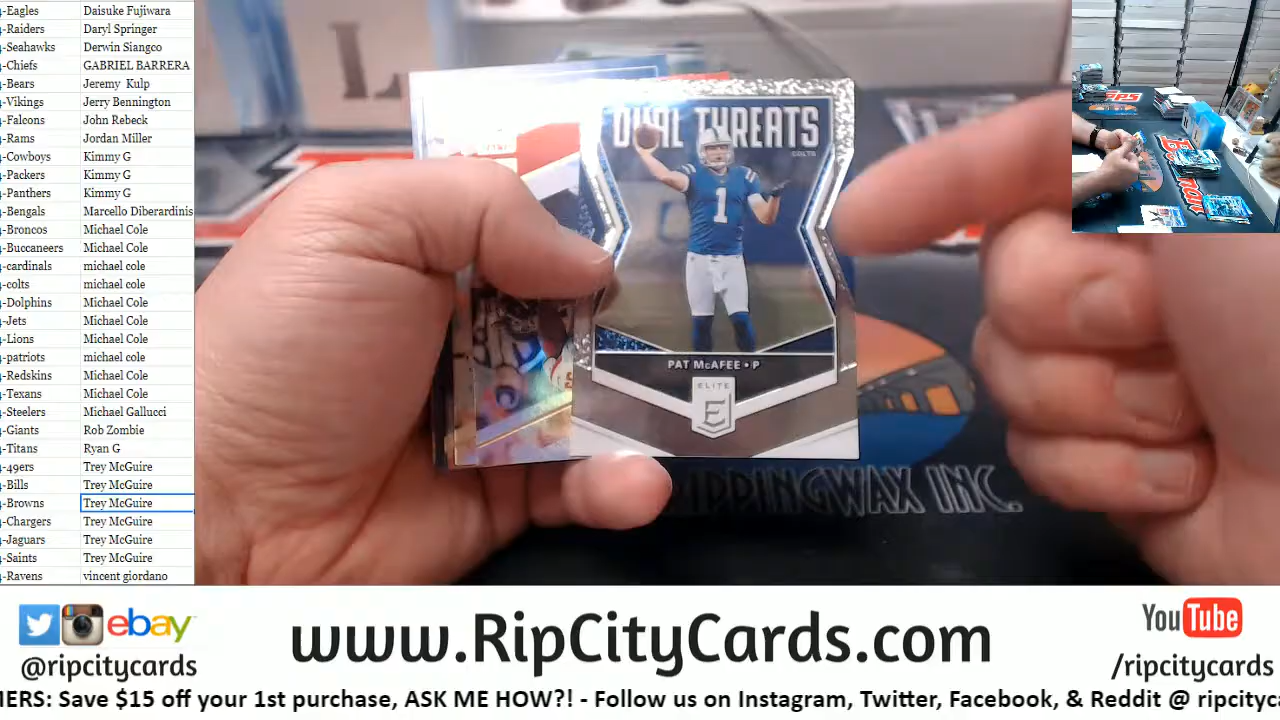 -Eagles Daisuke Fujiwara
-Raiders Daryl Springer
-Seahawks Derwin Siangco
-Chiefs GABRIEL BARRERA
-Bears Jeremy Kulp
-Vikings Jerry Bennington
-Falcons John Rebeck
-Rams Jordan Miller
-Cowboys Kimmy G
-Packers Kimmy G
-Panthers Kimmy G
-Bengals Marcello Diberardinis
-Broncos Michael Cole
-Buccaneers Michael Cole
-cardinals michael cole
-colts michael cole
-Dolphins Michael Cole
-Jets Michael Cole
-Lions Michael Cole
-patriots michael cole
-Redskins Michael Cole
-Texans Michael Cole
-Steelers Michael Gallucci
-Giants Rob Zombie
-Titans Ryan G
-49ers Trey McGuire
-Bills Trey McGuire
-Browns Trey McGuire
-Chargers Trey McGuire
-Jaguars Trey McGuire
-Saints Trey McGuire
-Ravens vincent giordano
DUAL THREATS
COLTS
1
PAT McAFEE • P
ELITE
E
RIPPINGWAX INC.
ebay
@ripcitycards
www.RipCityCards.com
YouTube
/ripcitycards
MERS: Save $15 off your 1st purchase, ASK ME HOW?! - Follow us on Instagram, Twitter, Facebook, & Reddit @ ripcityca